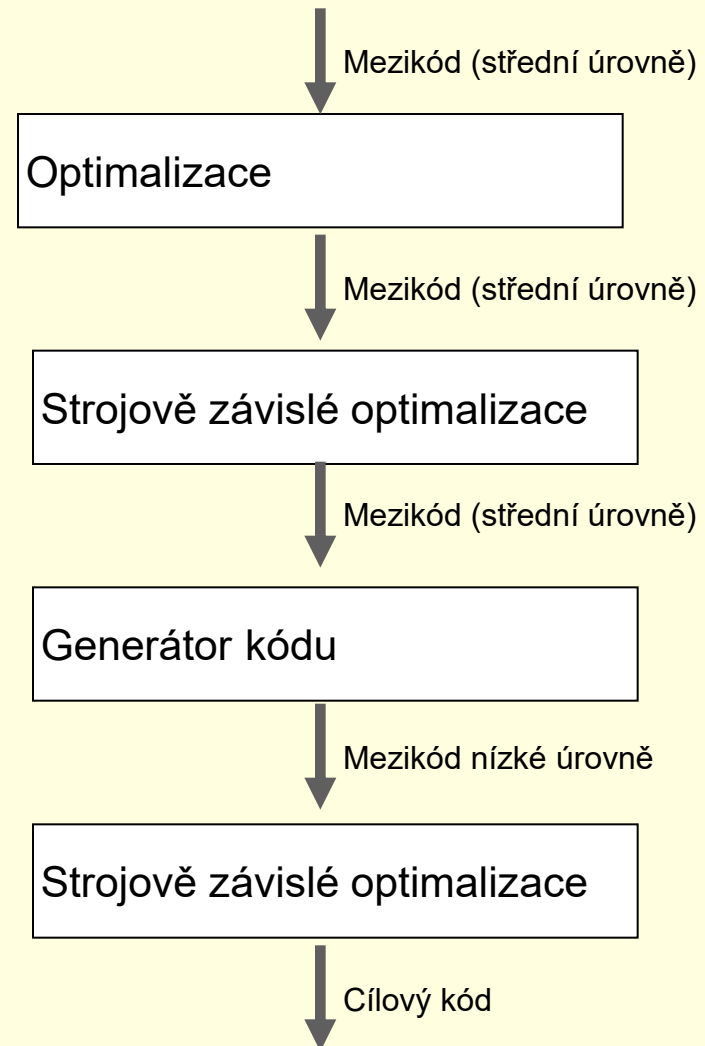 Mezikód (střední úrovně)
Optimalizace
Mezikód (střední úrovně)
Strojově závislé optimalizace
Mezikód (střední úrovně)
Generátor kódu
Mezikód nízké úrovně
Strojově závislé optimalizace
Cílový kód